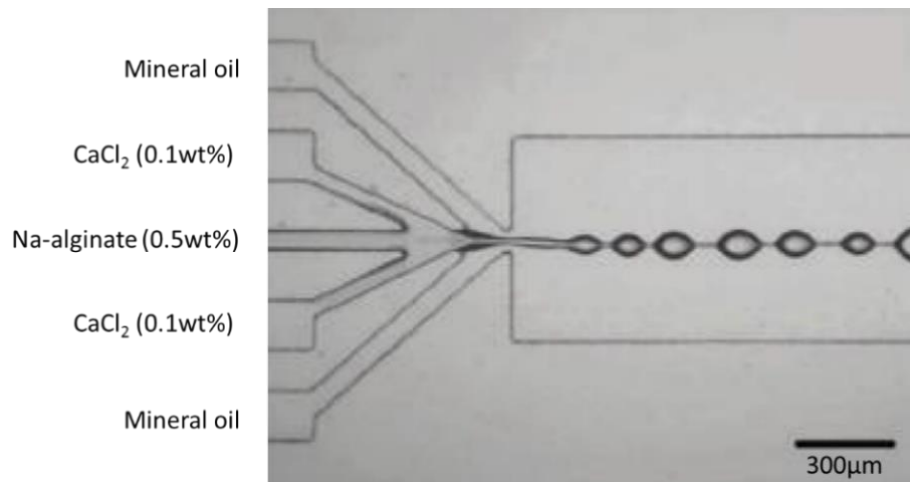 Mineral oil
CaCl₂ (0.1wt%)
Na-alginate (0.5wt%)
CaCl₂ (0.1wt%)
Mineral oil
300µm